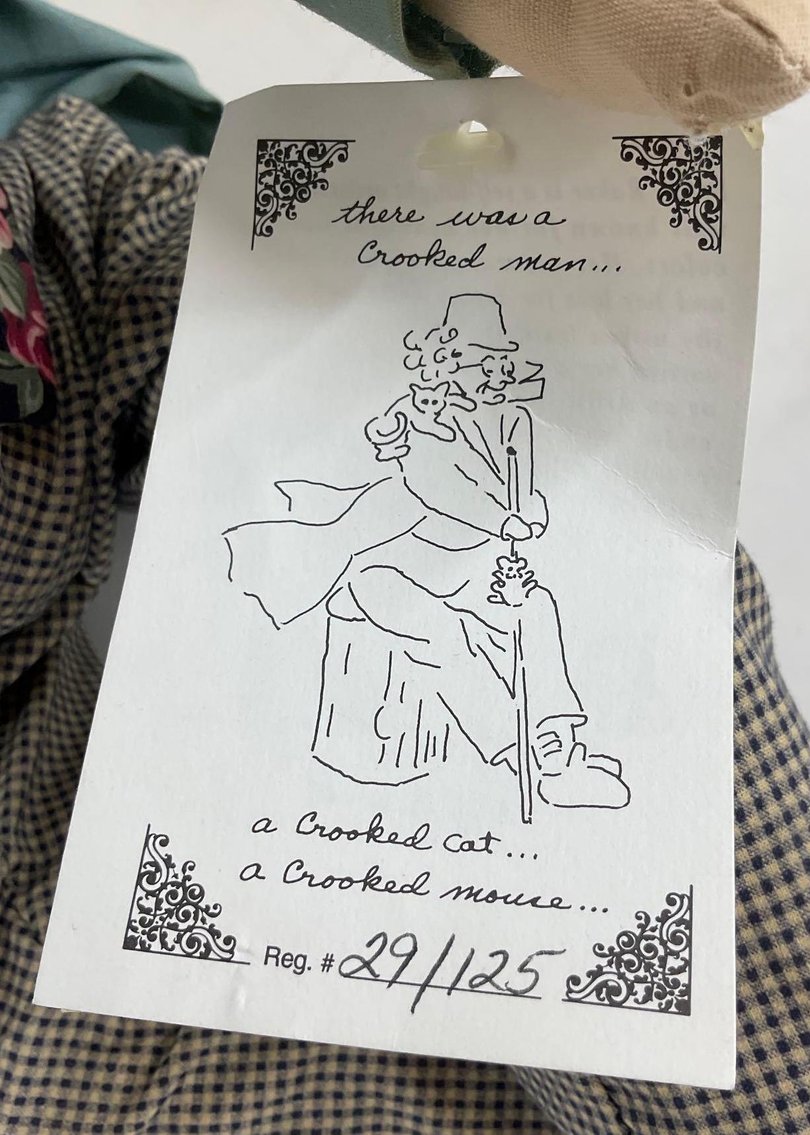 there was a
Crooked man...
a Crooked cat...
a Crooked mouse...
Reg. # 29/125